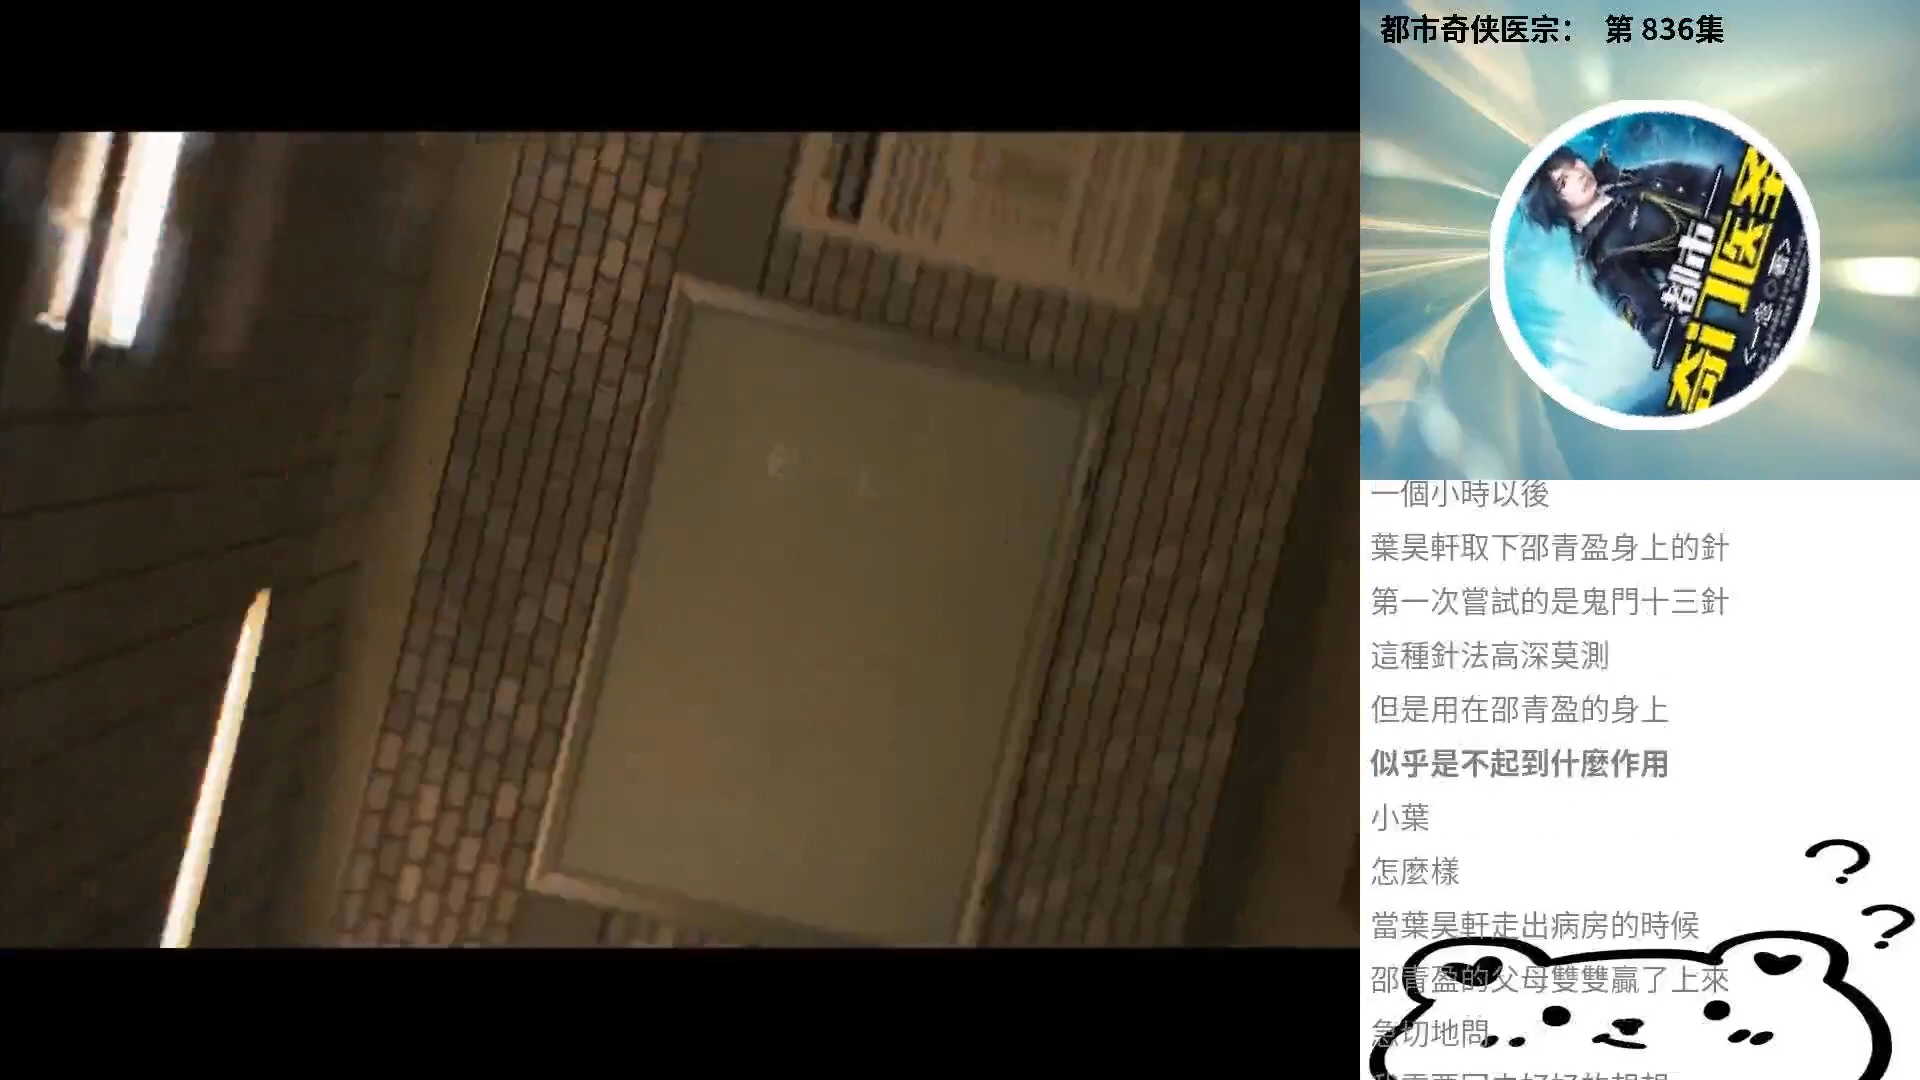 都市奇侠医宗： 第 836集
都市
奇门医圣
一個小時以後
葉昊軒取下邵青盈身上的針
第一次嘗試的是鬼門十三針
這種針法高深莫測
但是用在邵青盈的身上
似乎是不起到什麼作用
小葉
怎麼樣
當葉昊軒走出病房的時候
邵青盈的父母雙雙贏了上來
急切地問